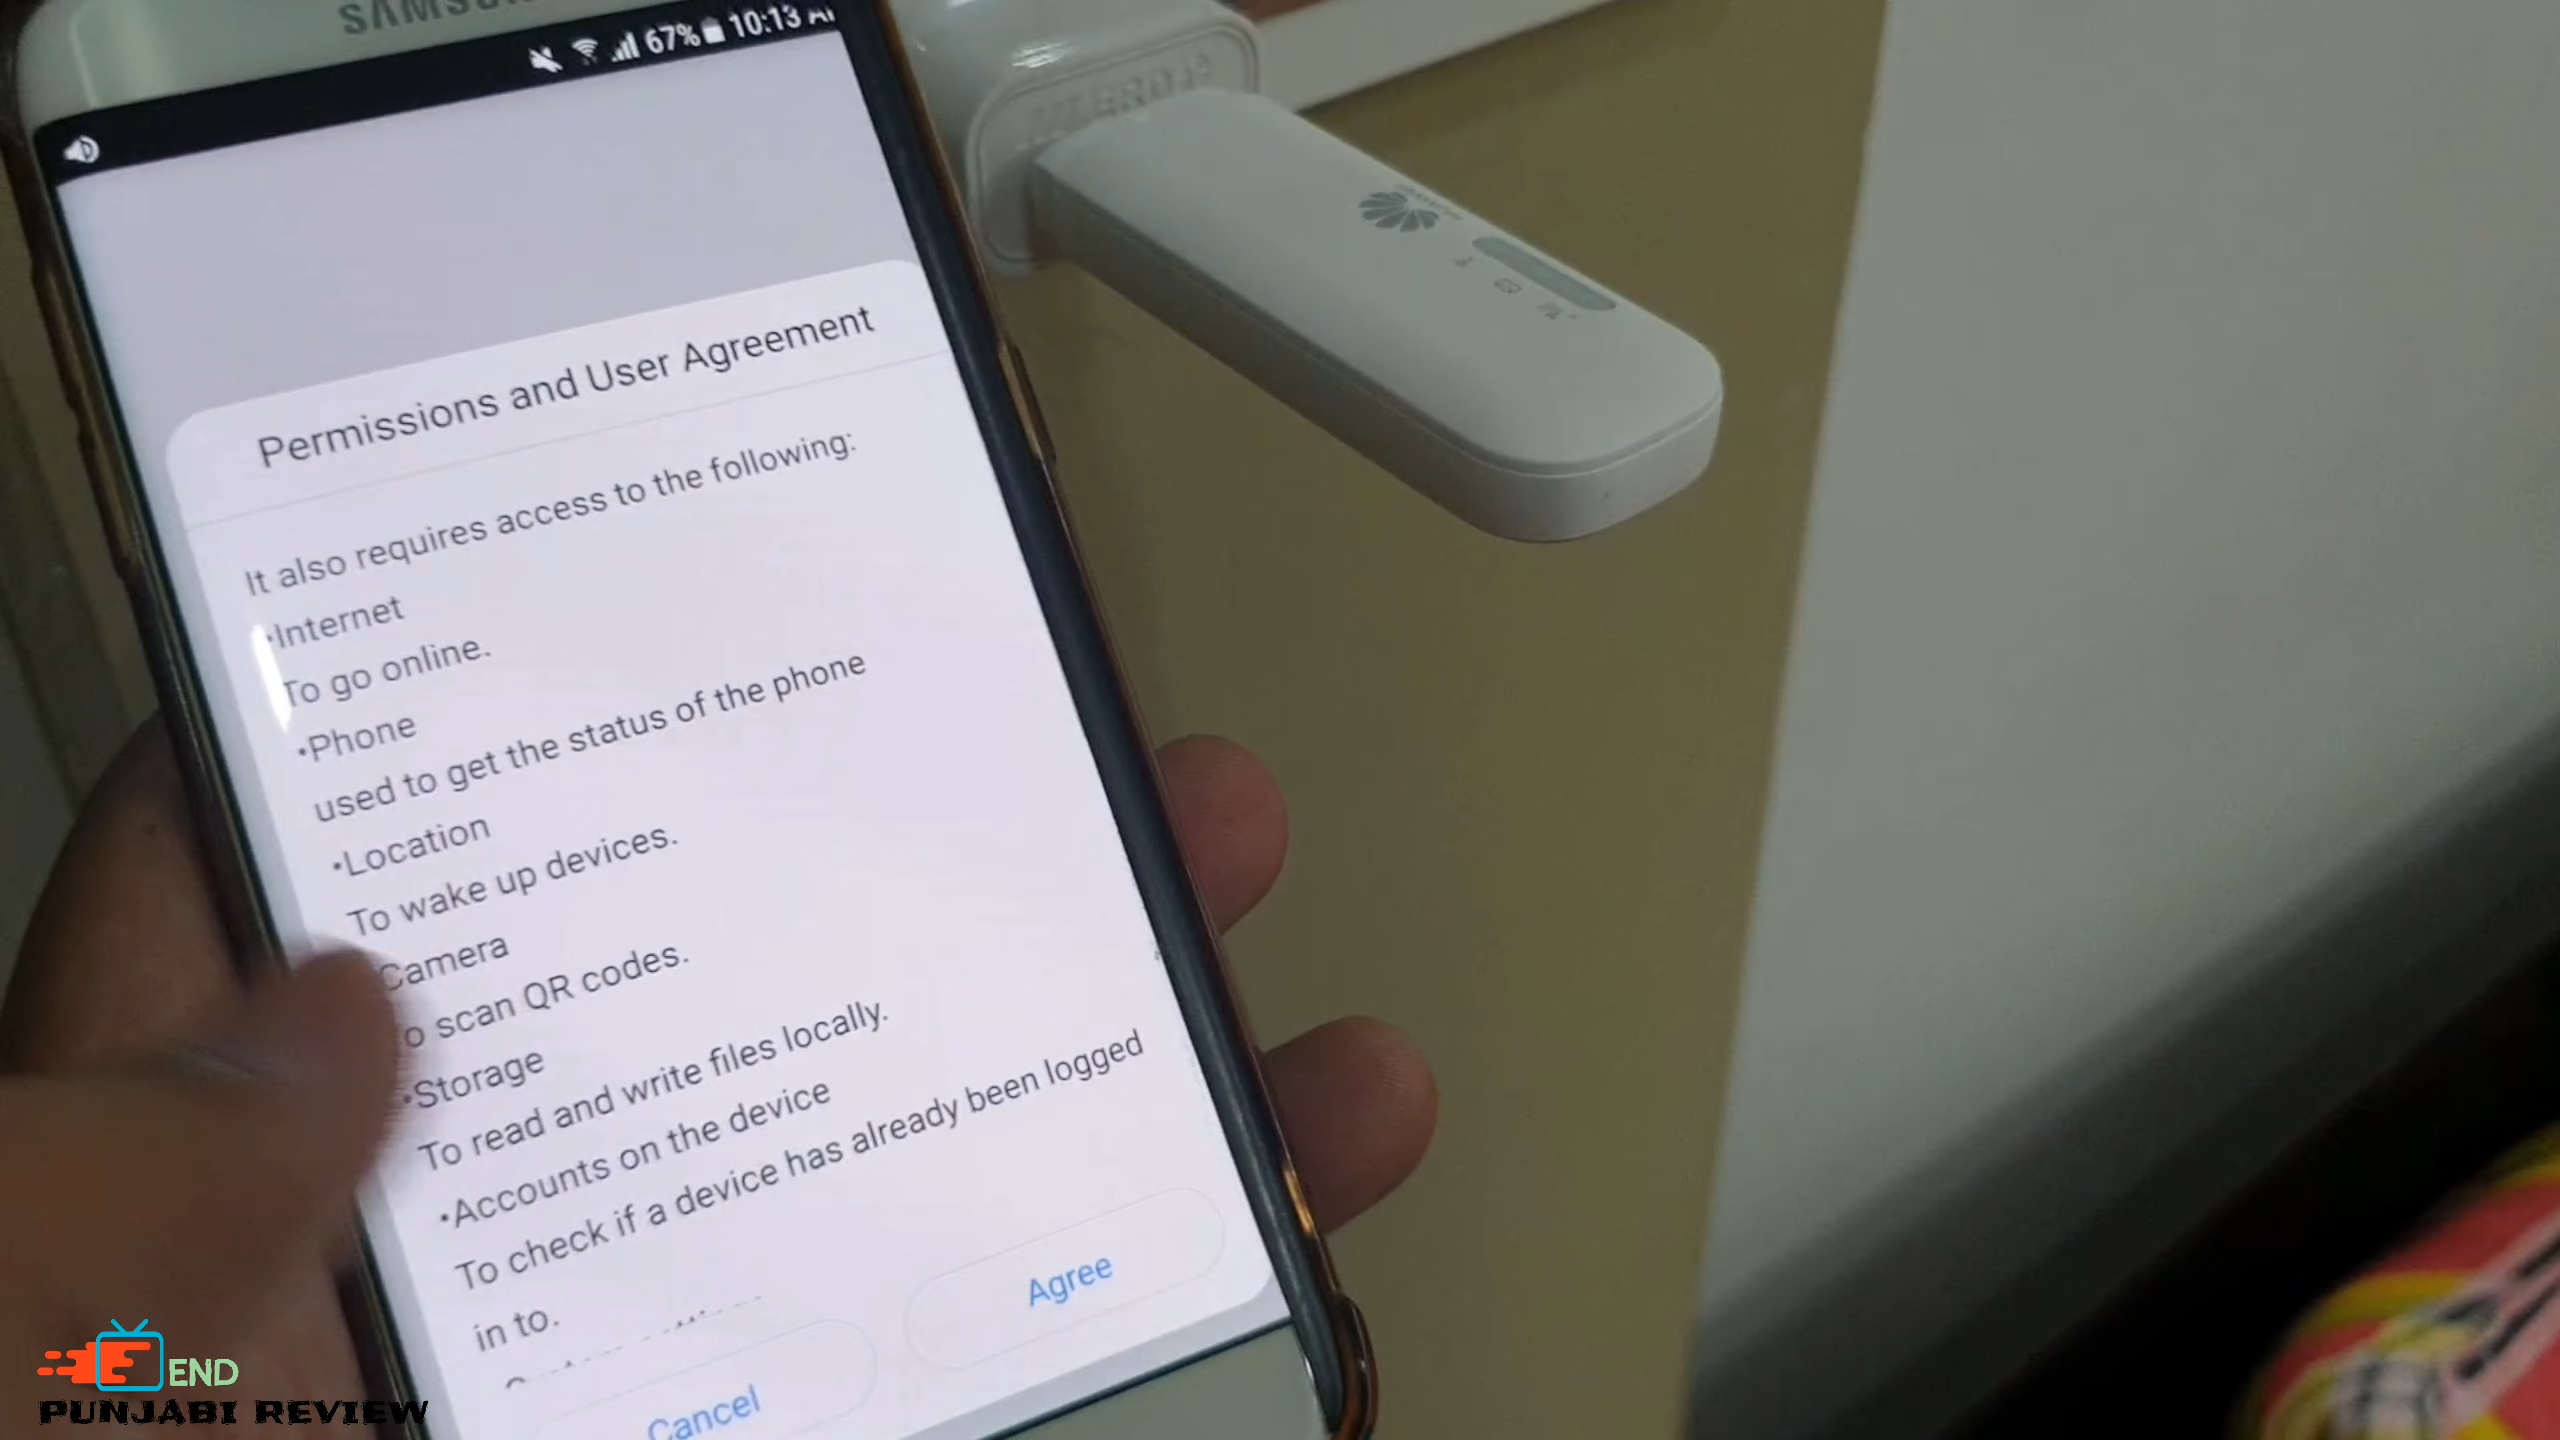 67% 10:13
Permissions and User Agreement
It also requires access to the following:
•Internet
To go online.
•Phone
used to get the status of the phone
•Location
To wake up devices.
Camera
To scan QR codes.
•Storage
To read and write files locally.
•Accounts on the device
To check if a device has already been logged
in to.
Agree
Cancel
END
PUNJABI REVIEW